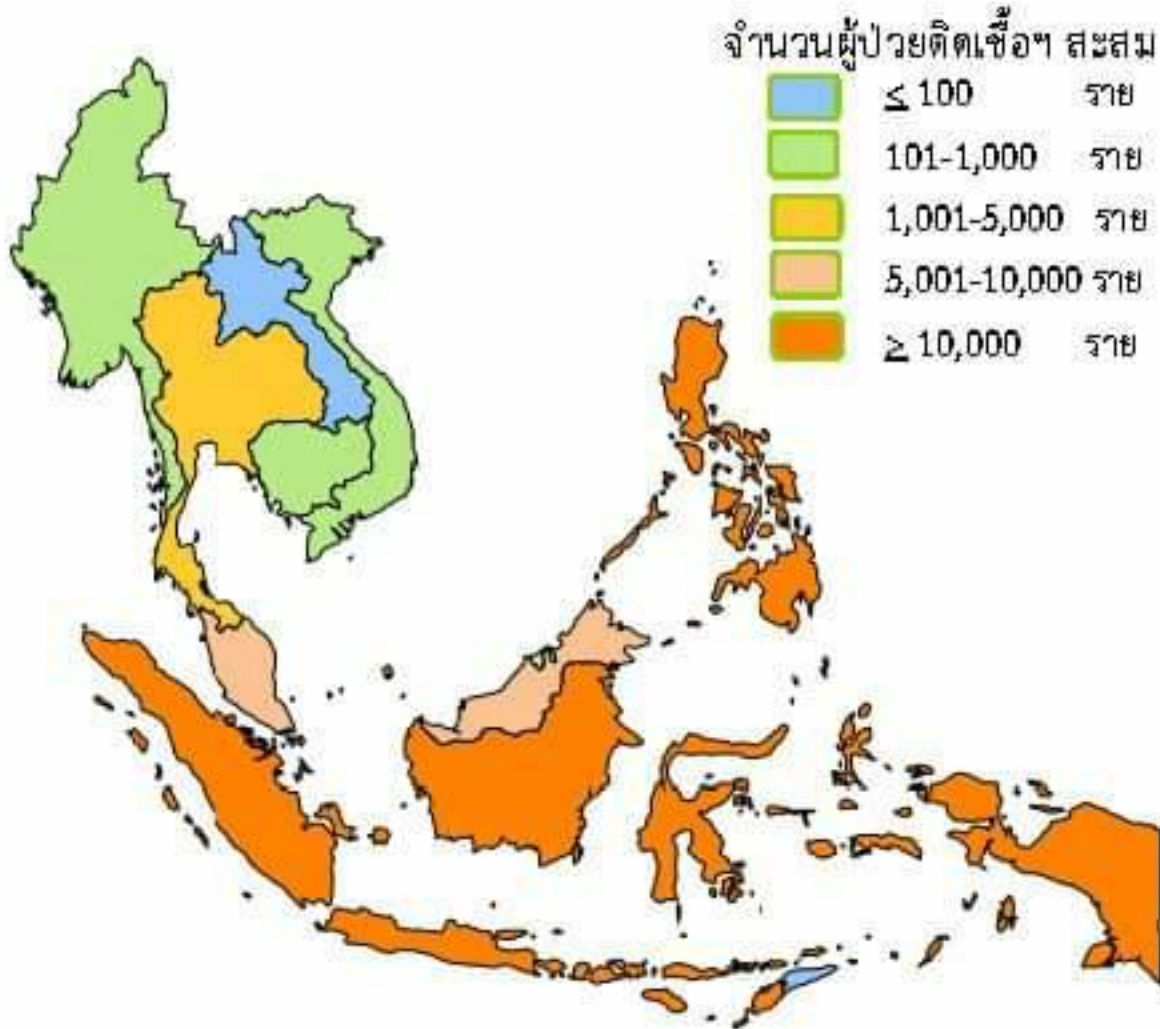 จำนวนผู้ป่วยติดเชื้อฯ สะสม
≤ 100 ราย
101-1,000 ราย
1,001-5,000 ราย
5,001-10,000 ราย
≥ 10,000 ราย